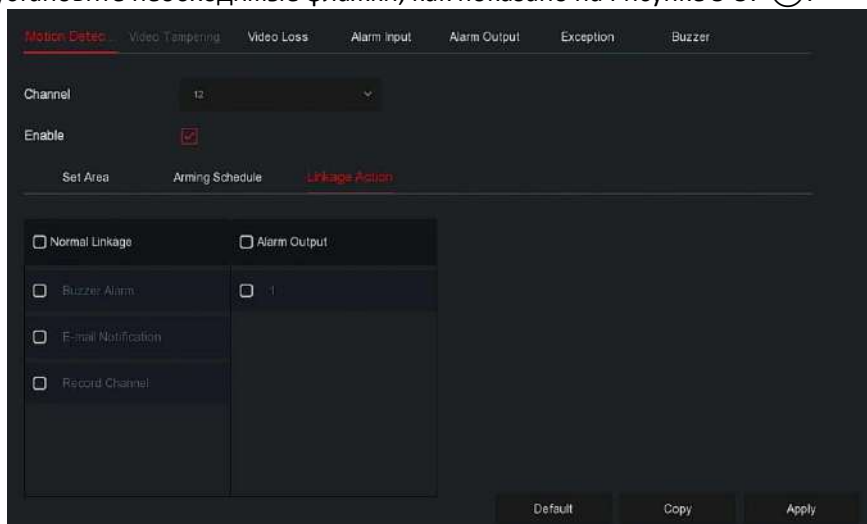 Motion Detec... Video Tampering Video Loss Alarm Input Alarm Output Exception Buzzer
Channel 12
Enable
Set Area Arming Schedule Linkage Action
Normal Linkage Alarm Output
Buzzer Alarm 1
E-mail Notification
Record Channel
Default Copy Apply